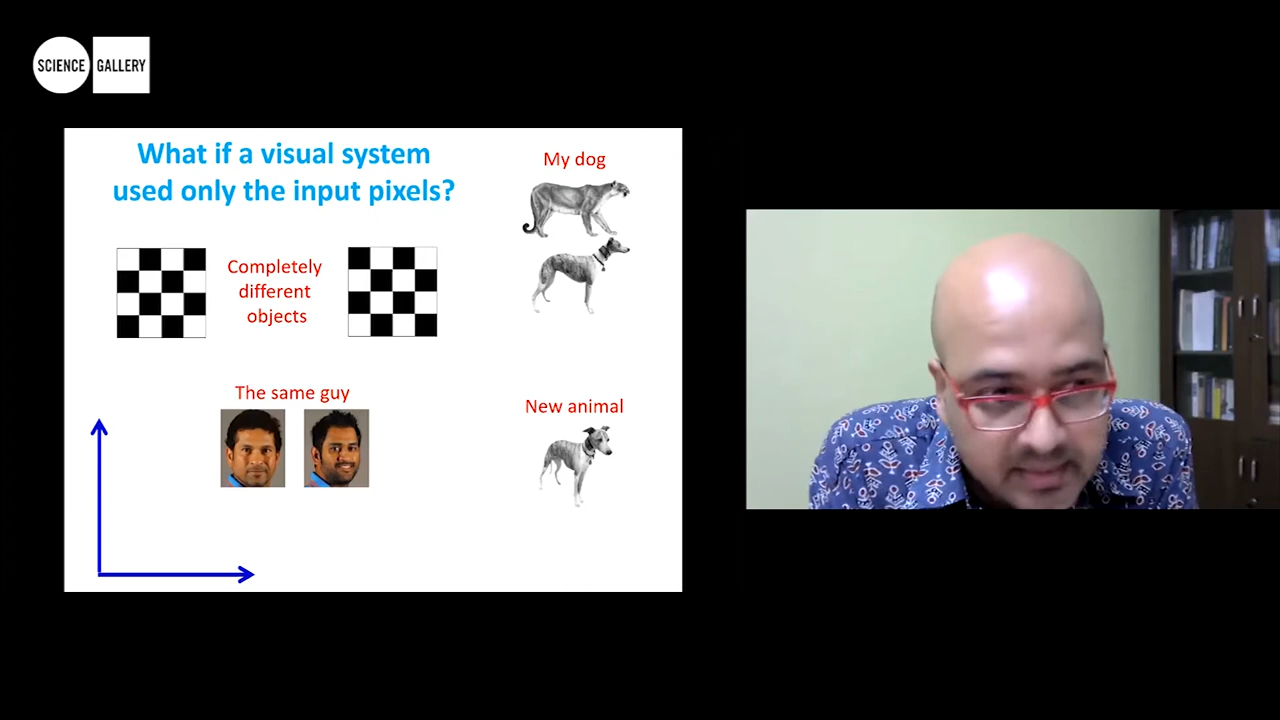 SCIENCE GALLERY
What if a visual system
used only the input pixels?
My dog
Completely
different
objects
The same guy
New animal